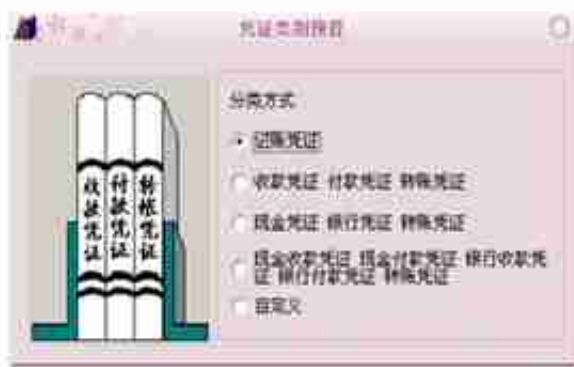 凭证类别预置
分类方式
记账凭证
收款凭证 付款凭证 转账凭证
现金凭证 银行凭证 转账凭证
现金收款凭证 现金付款凭证 银行收款凭
证 银行付款凭证 转账凭证
自定义
收款凭证
付款凭证
转帐凭证